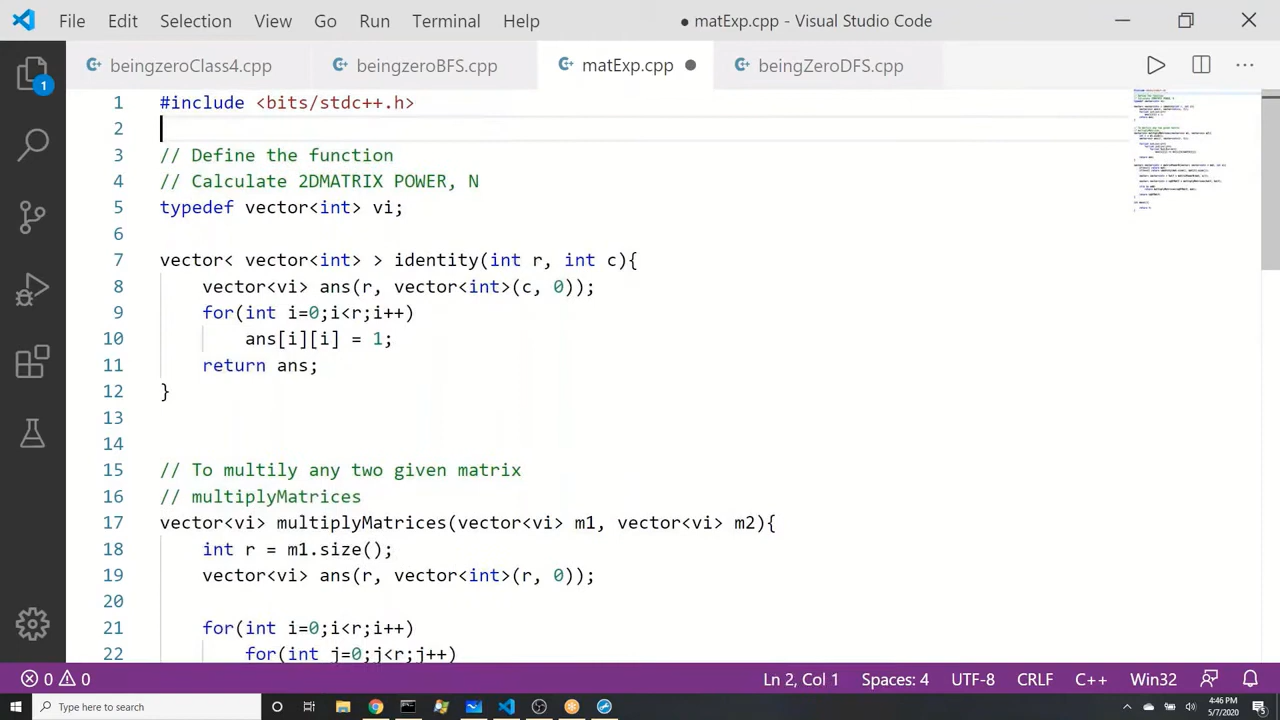 File Edit Selection View Go Run Terminal Help ● matExp.cpp - Visual Studio Code
beingzeroClass4.cpp beingzeroBFS.cpp matExp.cpp ● beingZeroDFS.cpp
1 #include <bits/stdc++.h>
2
3 // Define the function
4 // Calculate 2DMATRIX POWER
5 typedef vector<int> vi;
6
7 vector< vector<int> > identity(int r, int c){
8 vector<vi> ans(r, vector<int>(c, 0));
9 for(int i=0;i<r;i++)
10 ans[i][i] = 1;
11 return ans;
12 }
13
14
15 // To multily any two given matrix
16 // multiplyMatrices
17 vector<vi> multiplyMatrices(vector<vi> m1, vector<vi> m2){
18 int r = m1.size();
19 vector<vi> ans(r, vector<int>(r, 0));
20
21 for(int i=0;i<r;i++)
22 for(int j=0;j<r;j++)
1
0 0 Ln 2, Col 1 Spaces: 4 UTF-8 CRLF C++ Win32
Type here to search
4:46 PM
5/7/2020
5